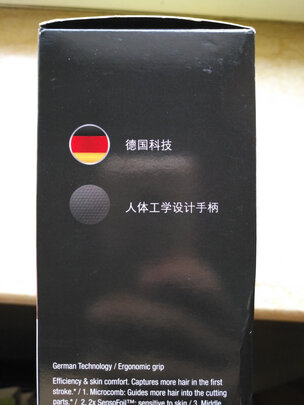 德国科技
人体工学设计手柄
German Technology / Ergonomic grip
Efficiency & skin comfort. Captures more hair in the first
stroke.* / 1. Microcomb: Guides more hair into the cutting
parts.* / 2. 2x SensoFoil™: sensitive to skin / 3. Middle